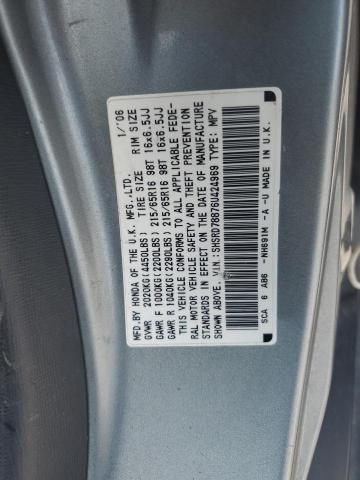 MFD.BY HONDA OF THE U.K. MFG.,LTD. 1/'06
GVWR 2020KG(4450LBS) TIRE SIZE RIM SIZE
GAWR F 1000KG(2200LBS) 215/65R16 98T 16x6.5JJ
GAWR R 1040KG(2290LBS) 215/65R16 98T 16x6.5JJ
THIS VEHICLE CONFORMS TO ALL APPLICABLE FEDE-
RAL MOTOR VEHICLE SAFETY AND THEFT PREVENTION
STANDARDS IN EFFECT ON THE DATE OF MANUFACTURE
SHOWN ABOVE. V.I.N.:SHSRD78876U424969 TYPE: MPV
SCA 6 AB6 -NH691M -A -U MADE IN U.K.